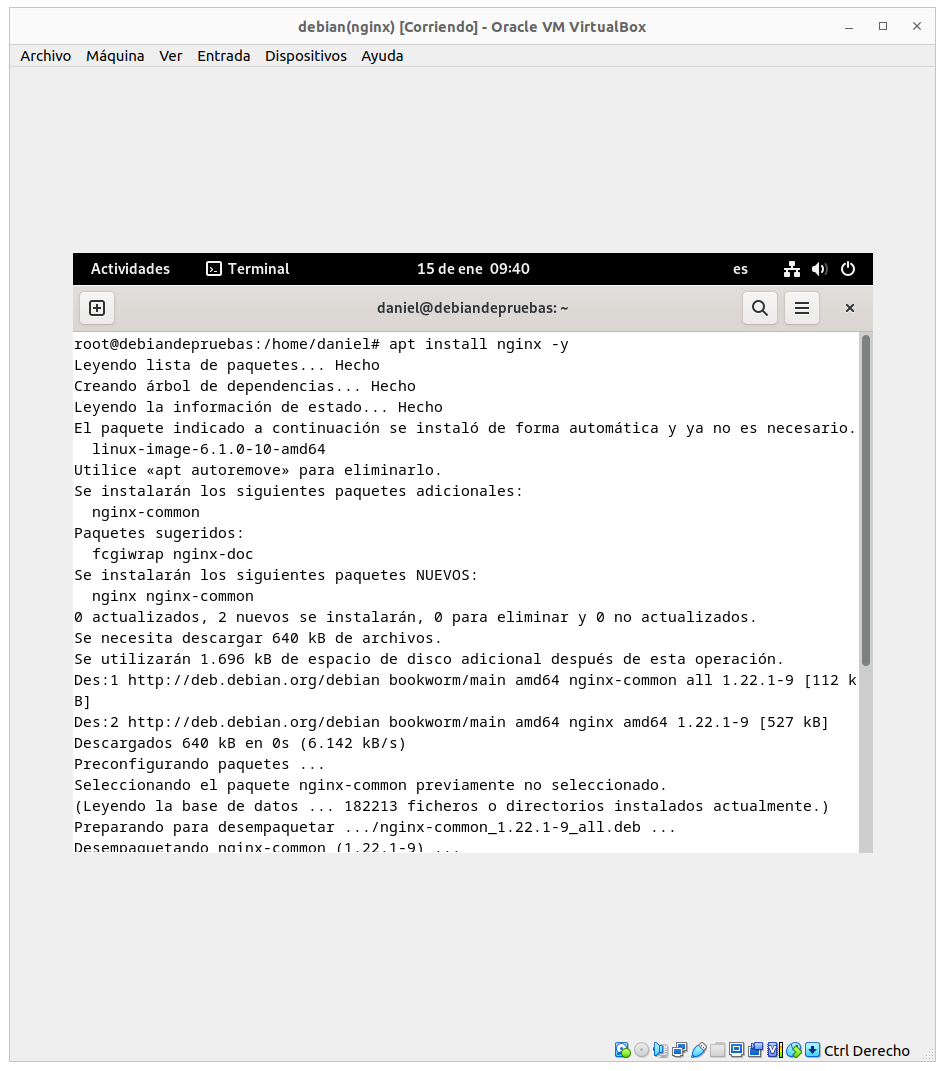 debian(nginx) [Corriendo] - Oracle VM VirtualBox
Archivo Máquina Ver Entrada Dispositivos Ayuda
Actividades Terminal 15 de ene 09:40 es
daniel@debiandepruebas: ~
root@debiandepruebas:/home/daniel# apt install nginx -y
Leyendo lista de paquetes... Hecho
Creando árbol de dependencias... Hecho
Leyendo la información de estado... Hecho
El paquete indicado a continuación se instaló de forma automática y ya no es necesario.
  linux-image-6.1.0-10-amd64
Utilice «apt autoremove» para eliminarlo.
Se instalarán los siguientes paquetes adicionales:
  nginx-common
Paquetes sugeridos:
  fcgiwrap nginx-doc
Se instalarán los siguientes paquetes NUEVOS:
  nginx nginx-common
0 actualizados, 2 nuevos se instalarán, 0 para eliminar y 0 no actualizados.
Se necesita descargar 640 kB de archivos.
Se utilizarán 1.696 kB de espacio de disco adicional después de esta operación.
Des:1 http://deb.debian.org/debian bookworm/main amd64 nginx-common all 1.22.1-9 [112 k
B]
Des:2 http://deb.debian.org/debian bookworm/main amd64 nginx amd64 1.22.1-9 [527 kB]
Descargados 640 kB en 0s (6.142 kB/s)
Preconfigurando paquetes ...
Seleccionando el paquete nginx-common previamente no seleccionado.
(Leyendo la base de datos ... 182213 ficheros o directorios instalados actualmente.)
Preparando para desempaquetar .../nginx-common_1.22.1-9_all.deb ...
Desempaquetando nginx-common (1.22.1-9) ...
Ctrl Derecho